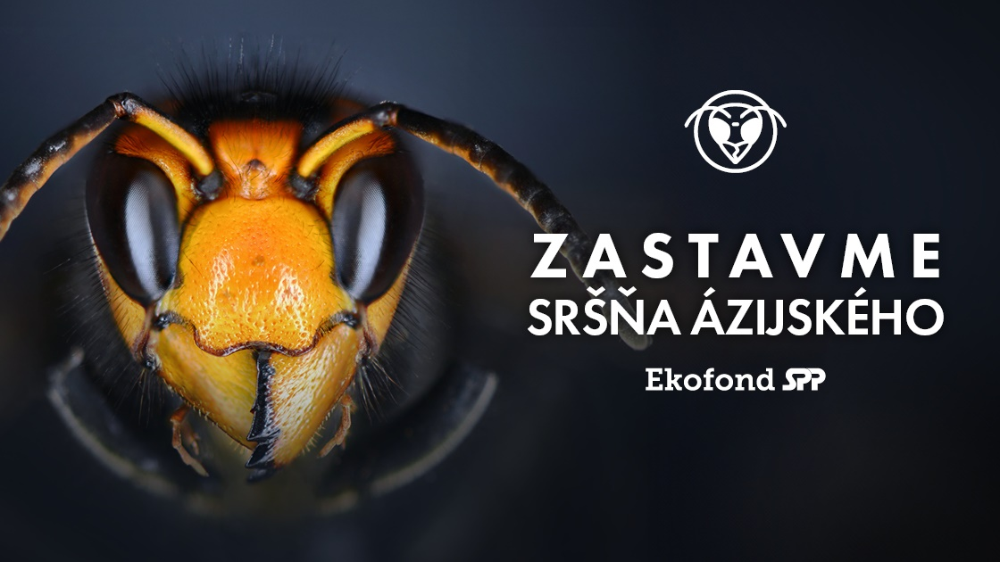 ZASTAVME
SRŠŇA ÁZIJSKÉHO
Ekofond SPP